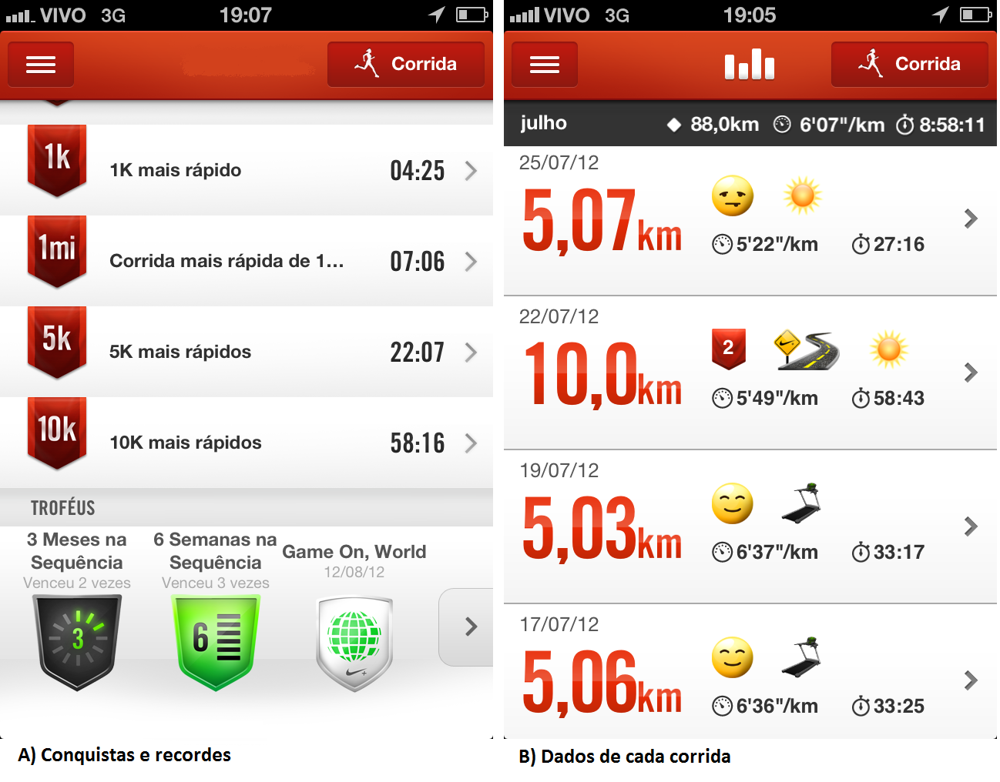 VIVO 3G 19:07
Corrida
1k
1K mais rápido 04:25
1mi
Corrida mais rápida de 1... 07:06
5k
5K mais rápidos 22:07
10k
10K mais rápidos 58:16
TROFÉUS
3 Meses na
Sequência
Venceu 2 vezes
3
6 Semanas na
Sequência
Venceu 3 vezes
6
Game On, World
12/08/12
A) Conquistas e recordes
VIVO 3G 19:05
Corrida
julho 88,0km 6'07"/km 8:58:11
25/07/12
5,07km
5'22"/km 27:16
22/07/12
10,0km
2
5'49"/km 58:43
19/07/12
5,03km
6'37"/km 33:17
17/07/12
5,06km
6'36"/km 33:25
B) Dados de cada corrida